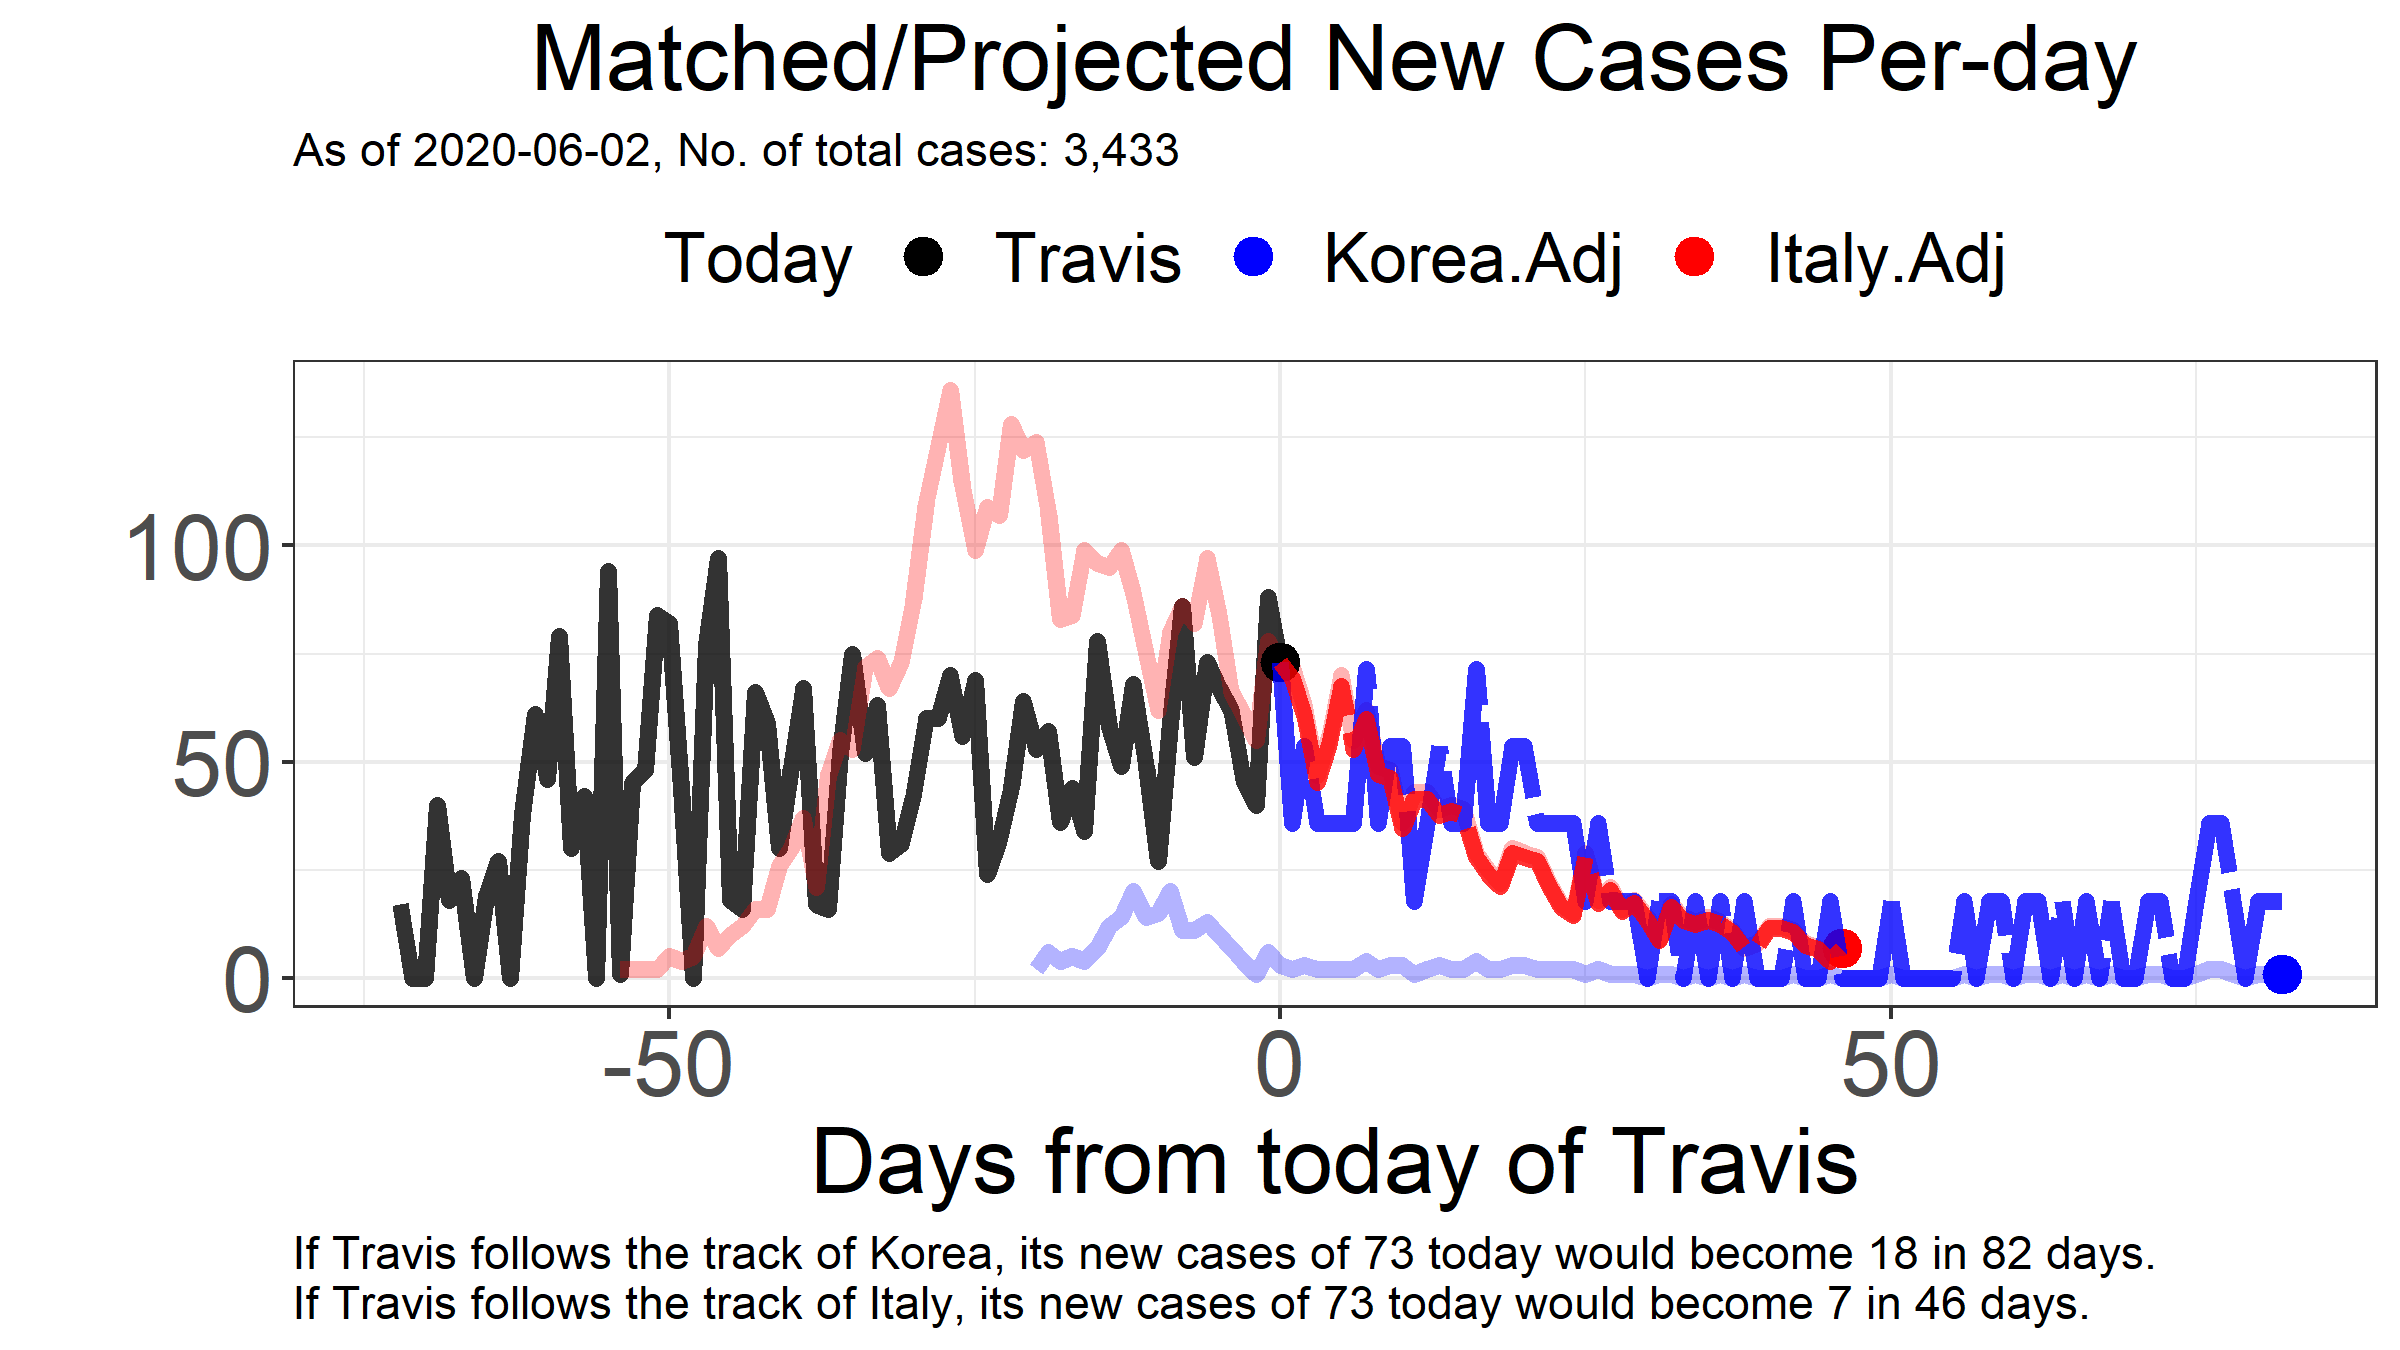 Matched/Projected New Cases Per-day
As of 2020-06-02, No. of total cases: 3,433
Today Travis Korea.Adj Italy.Adj
100
50
0
-50 0 50
Days from today of Travis
If Travis follows the track of Korea, its new cases of 73 today would become 18 in 82 days.
If Travis follows the track of Italy, its new cases of 73 today would become 7 in 46 days.